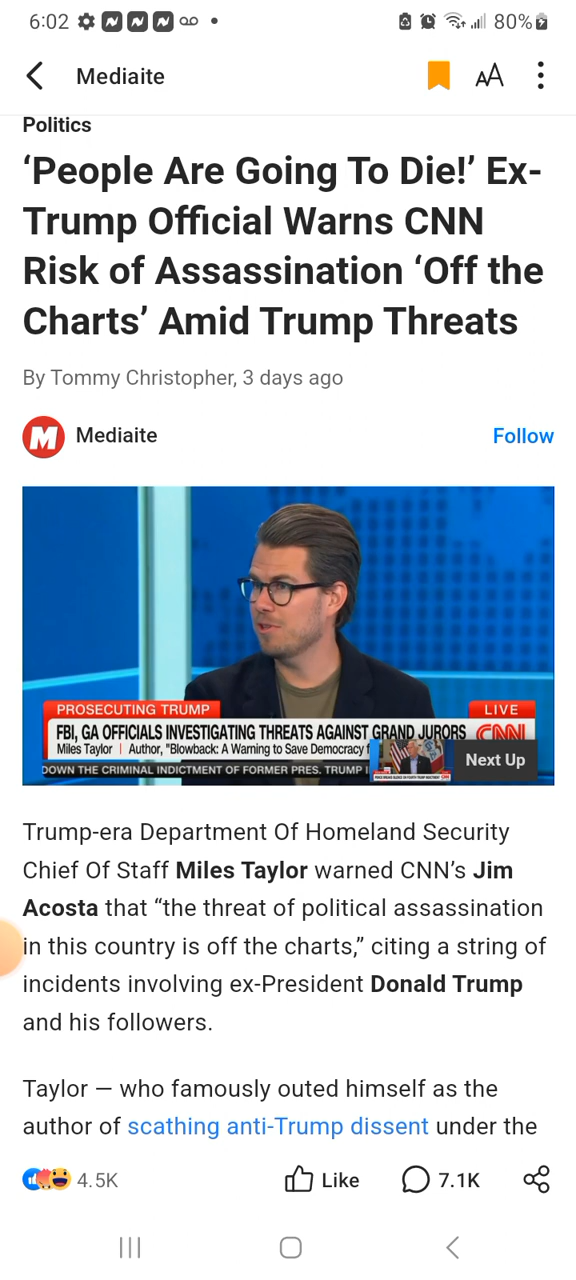 6:02 80%
Mediaite AA
Politics
‘People Are Going To Die!’ Ex-
Trump Official Warns CNN
Risk of Assassination ‘Off the
Charts’ Amid Trump Threats
By Tommy Christopher, 3 days ago
M Mediaite Follow
PROSECUTING TRUMP LIVE
FBI, GA OFFICIALS INVESTIGATING THREATS AGAINST GRAND JURORS CNN
Miles Taylor | Author, "Blowback: A Warning to Save Democracy f
Next Up
DOWN THE CRIMINAL INDICTMENT OF FORMER PRES. TRUMP I
Trump-era Department Of Homeland Security
Chief Of Staff Miles Taylor warned CNN’s Jim
Acosta that “the threat of political assassination
in this country is off the charts,” citing a string of
incidents involving ex-President Donald Trump
and his followers.
Taylor — who famously outed himself as the
author of scathing anti-Trump dissent under the
4.5K Like 7.1K